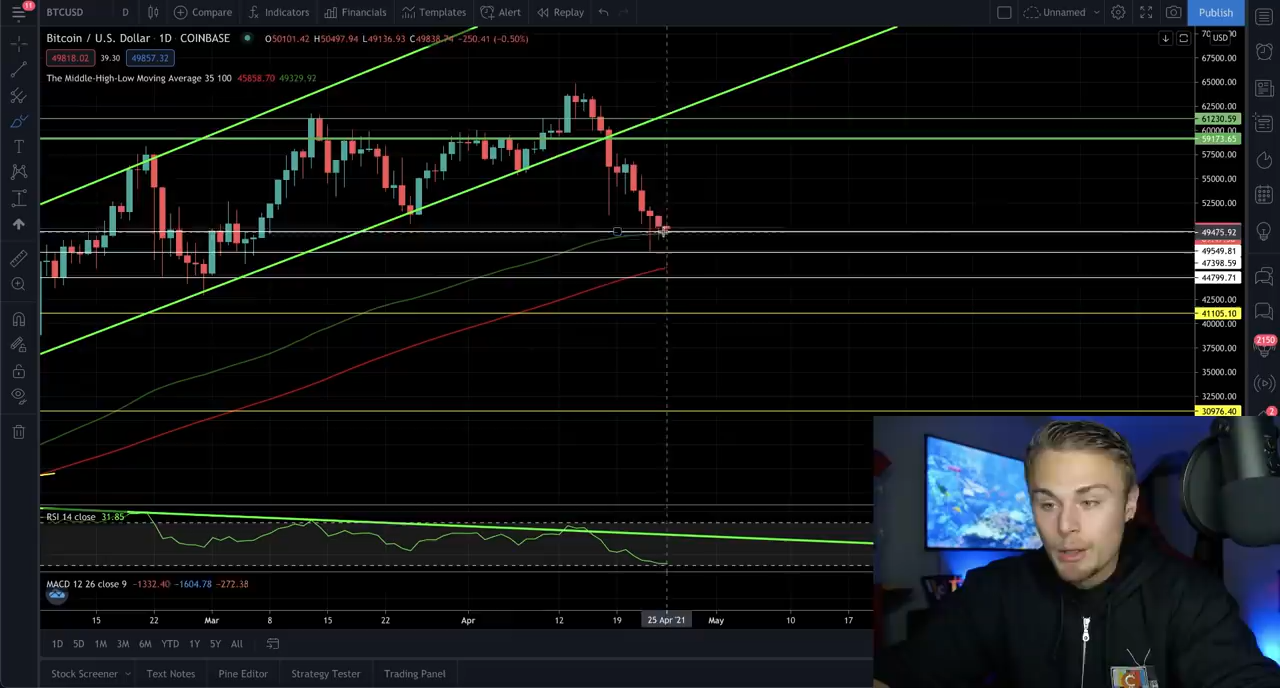 11
BTCUSD D Compare Indicators Financials Templates Alert Replay Unnamed Publish
Bitcoin / U.S. Dollar · 1D · COINBASE O50101.42 H50497.94 L49136.93 C49838.74 -250.41 (-0.50%)
USD
49818.02 39.30 49857.32
The Middle-High-Low Moving Average 35 100 45858.70 49329.92
67500.00
65000.00
62500.00
61230.59
60000.00
59173.65
57500.00
55000.00
52500.00
49475.92
49549.81
47398.59
44799.71
42500.00
41105.10
40000.00
37500.00
35000.00
32500.00
30976.40
2150
2
RSI 14 close 31.85
MACD 12 26 close 9 -1332.40 -1604.78 -272.38
15 22 Mar 8 15 22 Apr 12 19 25 Apr '21 May 10 17
1D 5D 1M 3M 6M YTD 1Y 5Y All
Stock Screener Text Notes Pine Editor Strategy Tester Trading Panel